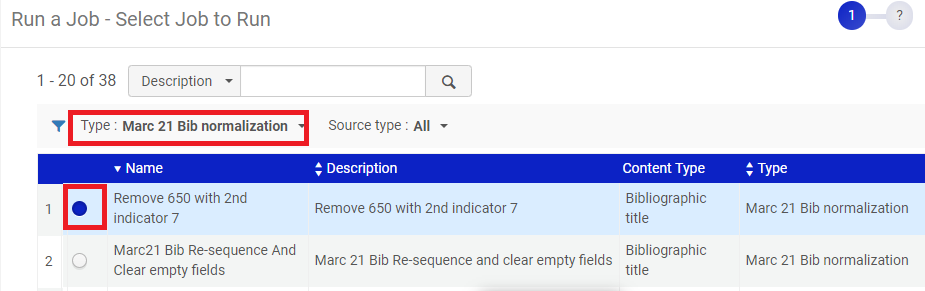 Run a Job - Select Job to Run
1
?
1 - 20 of 38
Description
Type : Marc 21 Bib normalization
Source type : All
Name
Description
Content Type
Type
1
Remove 650 with 2nd
indicator 7
Remove 650 with 2nd indicator 7
Bibliographic
title
Marc 21 Bib normalization
2
Marc21 Bib Re-sequence And
Clear empty fields
Marc 21 Bib Re-sequence and clear empty fields
Bibliographic
title
Marc 21 Bib normalization